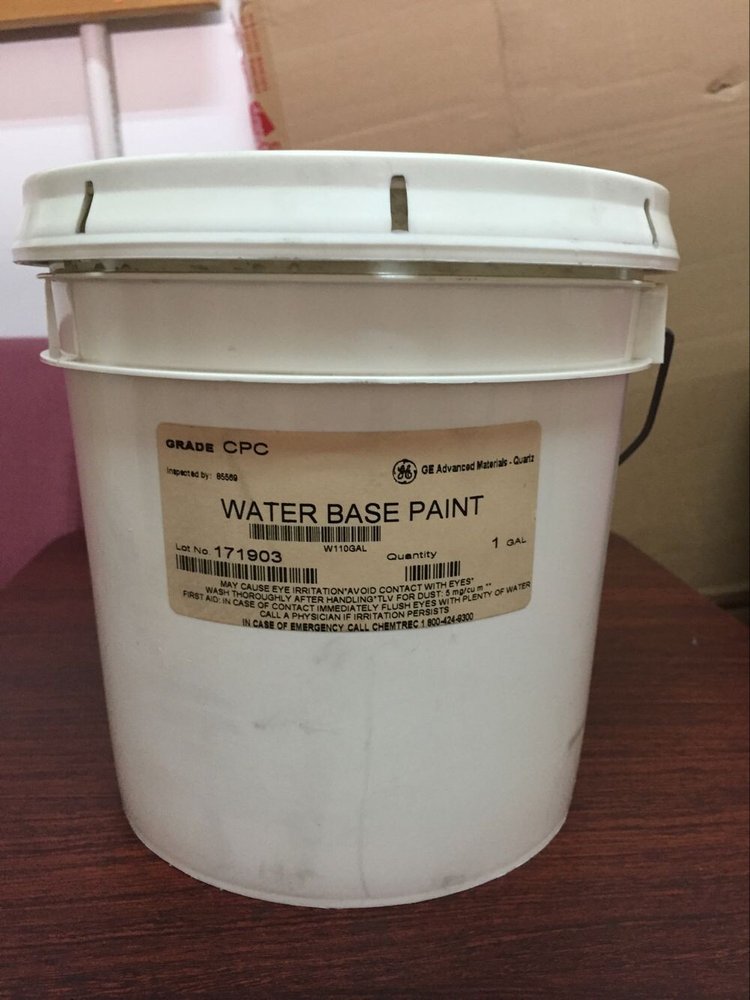 GRADE CPC
Inspected by: 85569
GE Advanced Materials - Quartz
WATER BASE PAINT
W110GAL
Lot No. 171903 Quantity 1 GAL
MAY CAUSE EYE IRRITATION*AVOID CONTACT WITH EYES*
WASH THOROUGHLY AFTER HANDLING*TLV FOR DUST: 5 mg/cu m **
FIRST AID: IN CASE OF CONTACT IMMEDIATELY FLUSH EYES WITH PLENTY OF WATER
CALL A PHYSICIAN IF IRRITATION PERSISTS
IN CASE OF EMERGENCY CALL CHEMTREC 1 800-424-9300